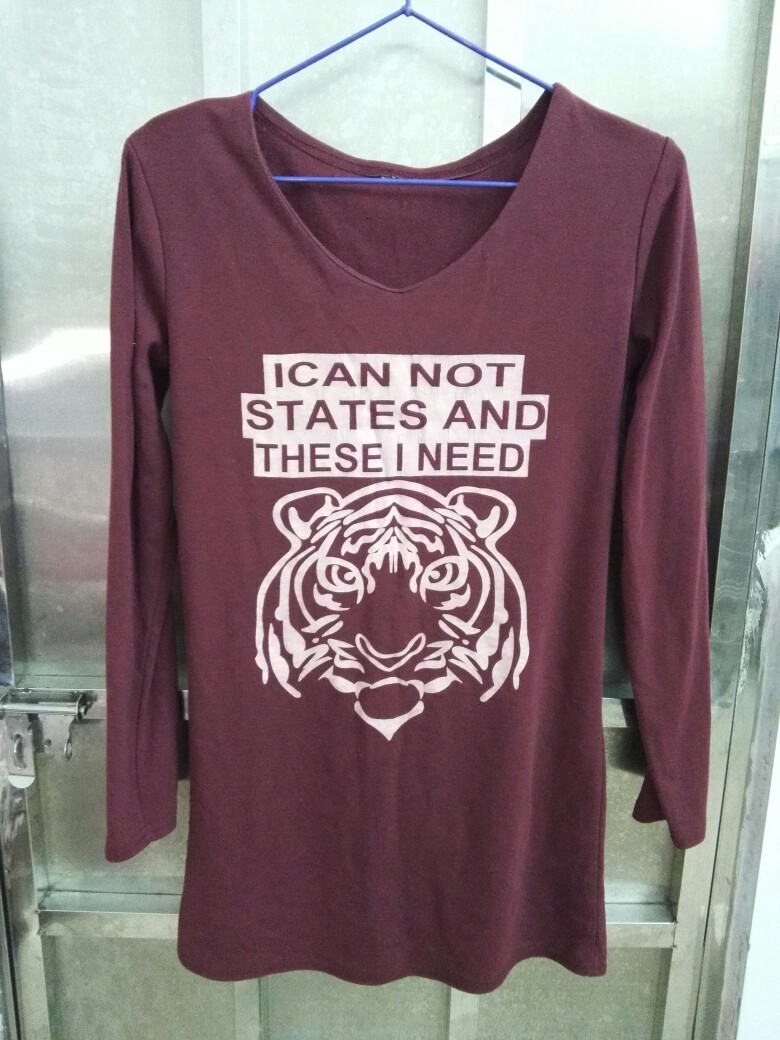 ICAN NOT
STATES AND
THESE I NEED